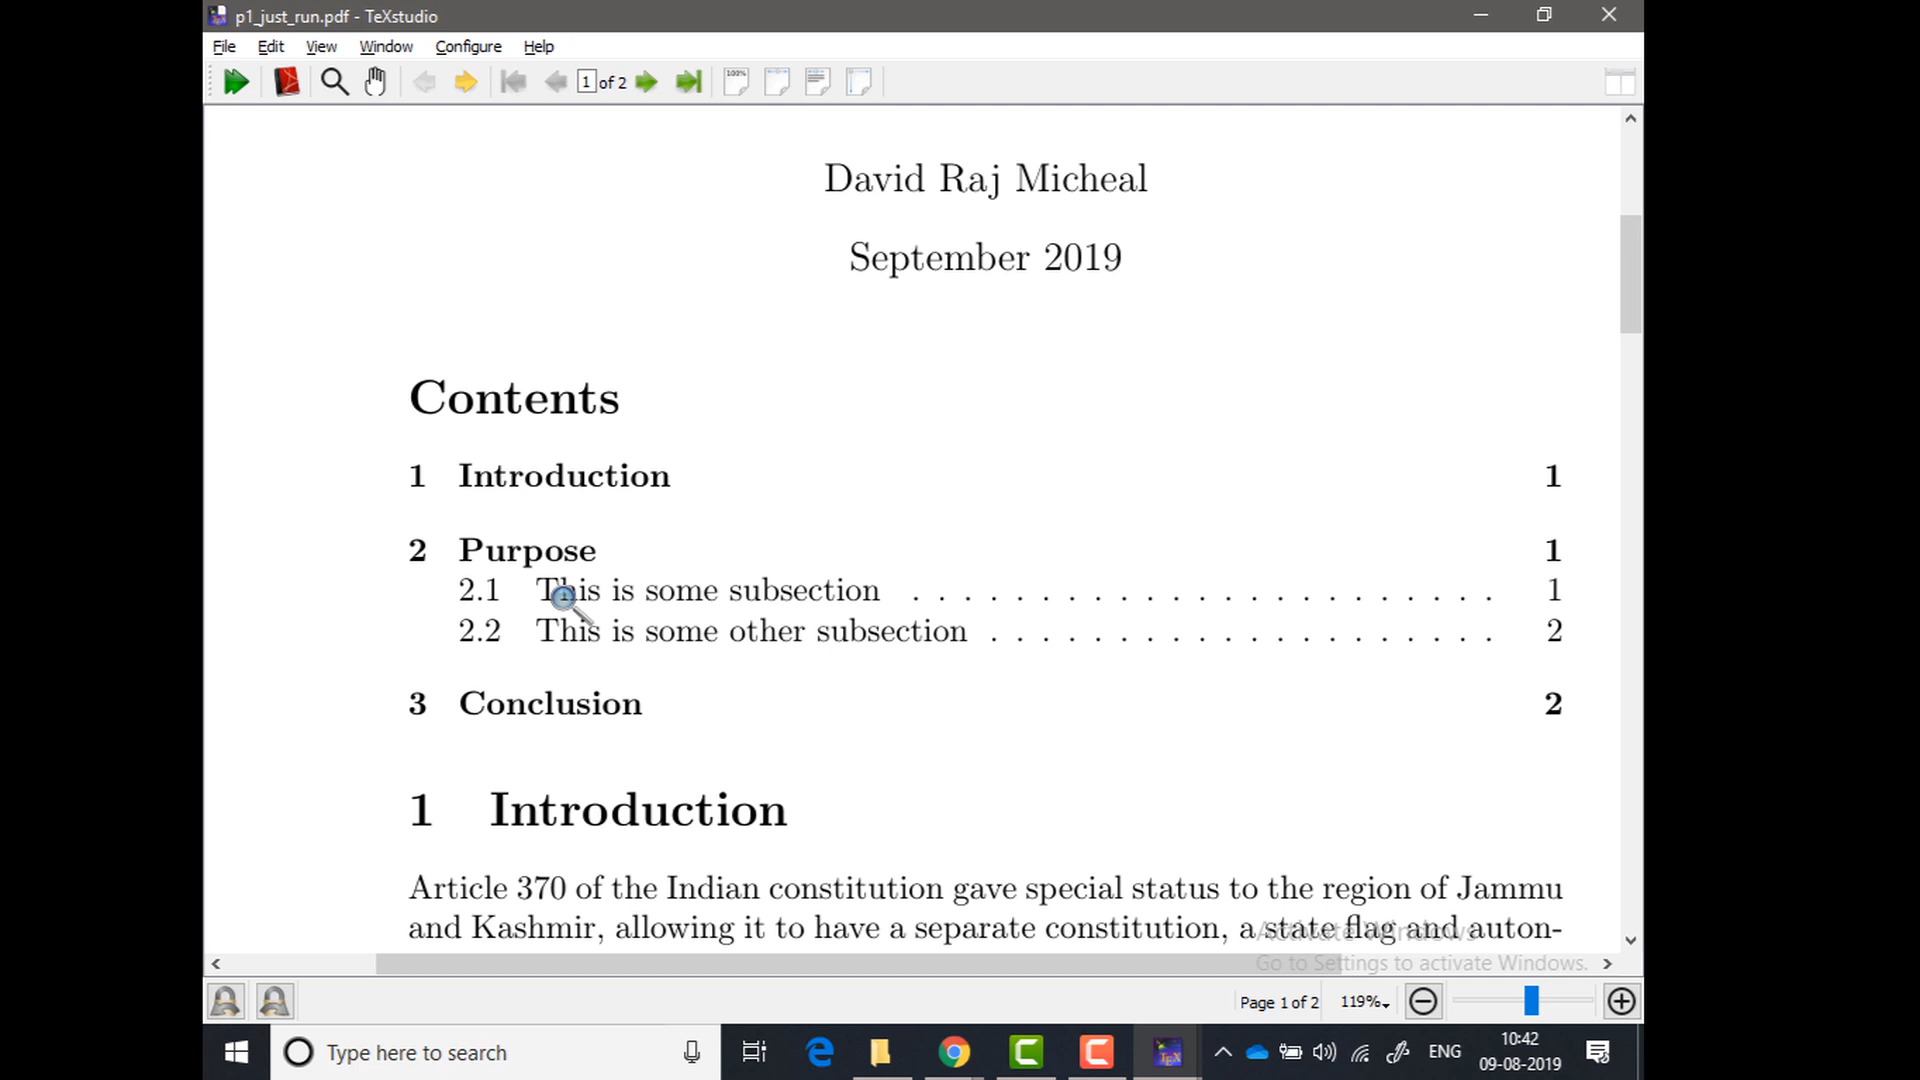 p1_just_run.pdf - TeXstudio
File Edit View Window Configure Help
100%
1 of 2
David Raj Micheal
September 2019
Contents
1 Introduction 1
2 Purpose 1
2.1 This is some subsection . . . . . . . . . . . . . . . . . . . . . . . 1
2.2 This is some other subsection . . . . . . . . . . . . . . . . . . . . 2
3 Conclusion 2
1 Introduction
Article 370 of the Indian constitution gave special status to the region of Jammu
and Kashmir, allowing it to have a separate constitution, a state flag and auton-
Activate Windows
Go to Settings to activate Windows.
Page 1 of 2 119%
Type here to search
TEX
ENG
10:42
09-08-2019